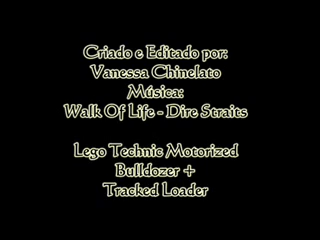 Criado e Editado por:
Vanessa Chinelato
Música:
Walk Of Life - Dire Straits
Lego Technic Motorized
Bulldozer +
Tracked Loader